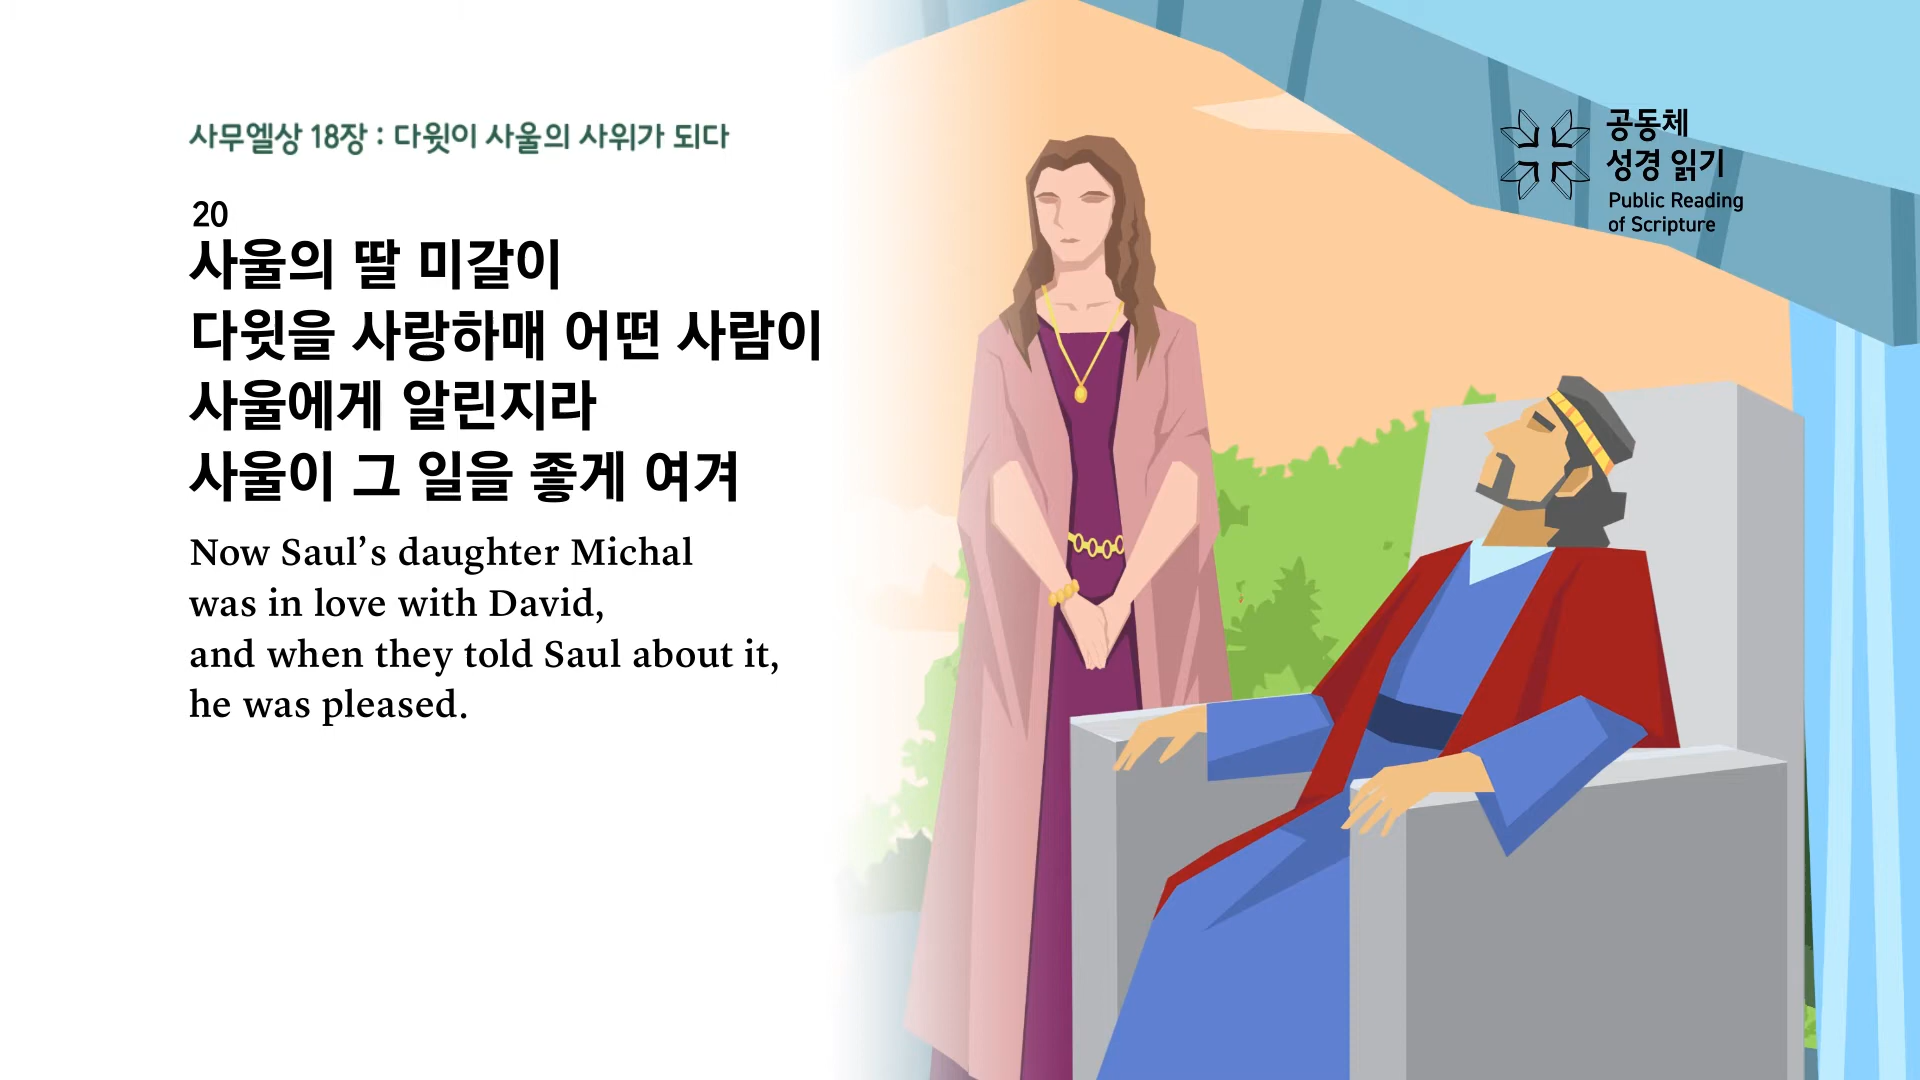 사무엘상 18장 : 다윗이 사울의 사위가 되다
20
사울의 딸 미갈이
다윗을 사랑하매 어떤 사람이
사울에게 알린지라
사울이 그 일을 좋게 여겨
Now Saul’s daughter Michal
was in love with David,
and when they told Saul about it,
he was pleased.
공동체
성경 읽기
Public Reading
of Scripture